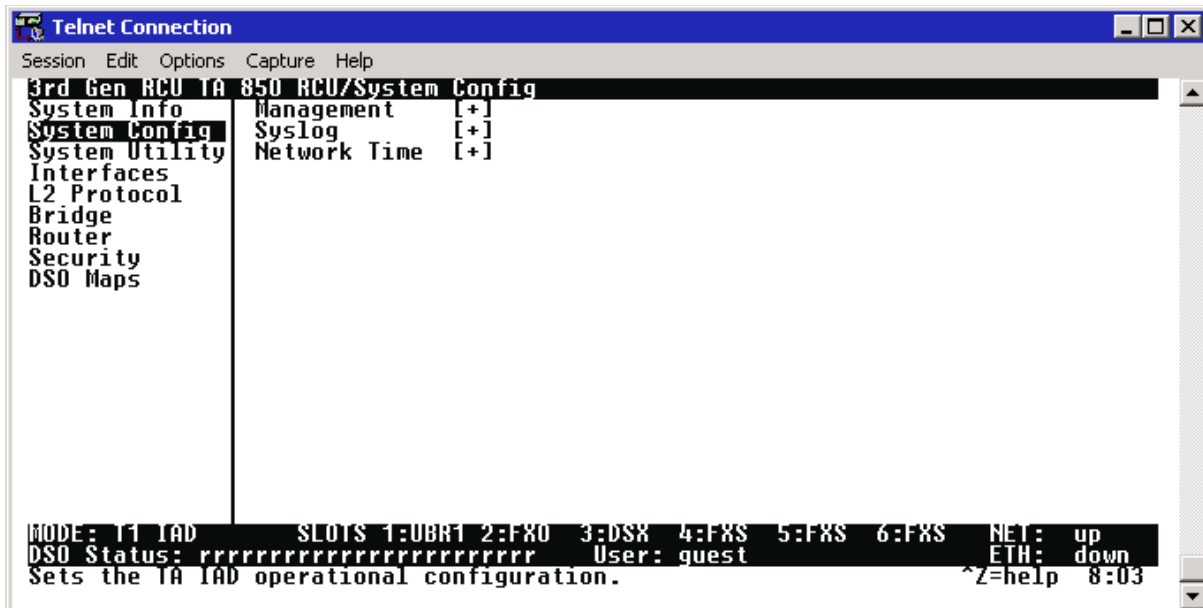 Telnet Connection
Session Edit Options Capture Help
3rd Gen RCU TA 850 RCU/System Config
System Info Management [+]
System Config Syslog [+]
System Utility Network Time [+]
Interfaces
L2 Protocol
Bridge
Router
Security
DS0 Maps
MODE: T1 IAD SLOTS 1:UBR1 2:FXO 3:DSX 4:FXS 5:FXS 6:FXS NET: up
DS0 Status: rrrrrrrrrrrrrrrrrrrrrrrr User: guest ETH: down
Sets the TA IAD operational configuration. ^Z=help 8:03